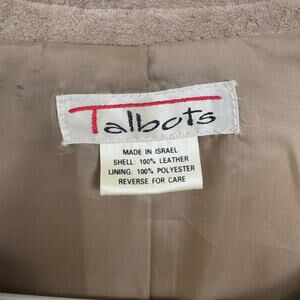 Talbots
MADE IN ISRAEL
SHELL: 100% LEATHER
LINING: 100% POLYESTER
REVERSE FOR CARE